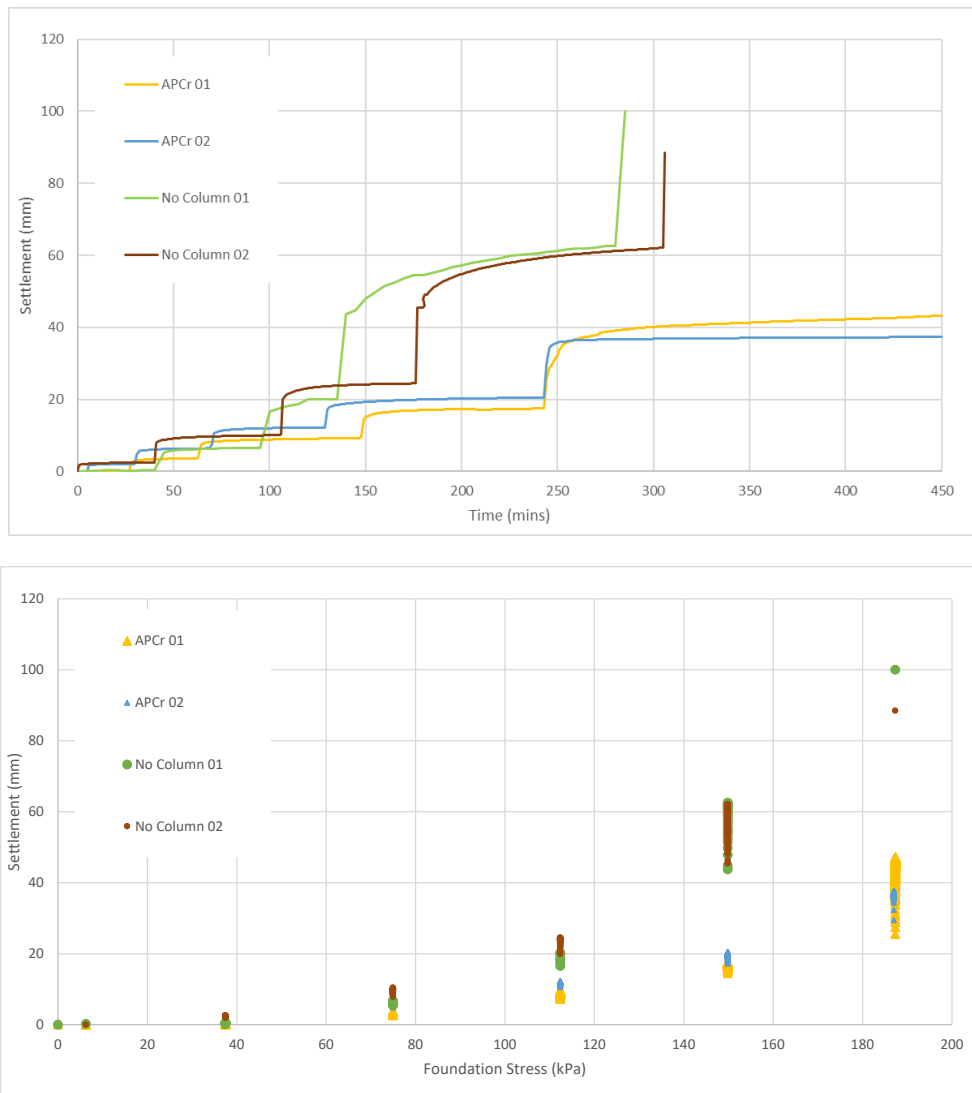 120
100
80
60
40
20
0
Settlement (mm)
APCr 01
APCr 02
No Column 01
No Column 02
0 50 100 150 200 250 300 350 400 450
Time (mins)
120
100
80
60
40
20
0
Settlement (mm)
APCr 01
APCr 02
No Column 01
No Column 02
0 20 40 60 80 100 120 140 160 180 200
Foundation Stress (kPa)